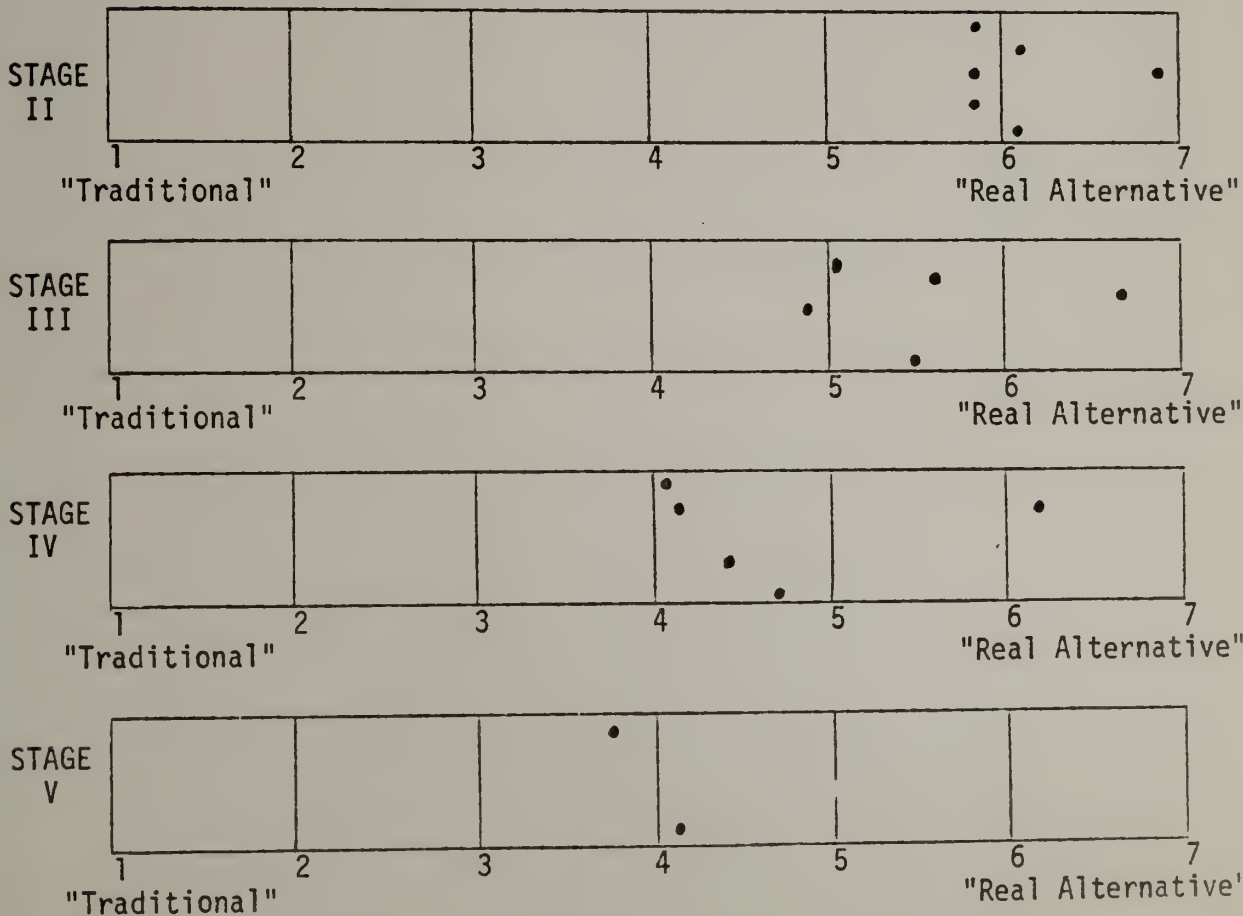 STAGE
II
1 2 3 4 5 6 7
"Traditional" "Real Alternative"
STAGE
III
1 2 3 4 5 6 7
"Traditional" "Real Alternative"
STAGE
IV
1 2 3 4 5 6 7
"Traditional" "Real Alternative"
STAGE
V
1 2 3 4 5 6 7
"Traditional" "Real Alternative"